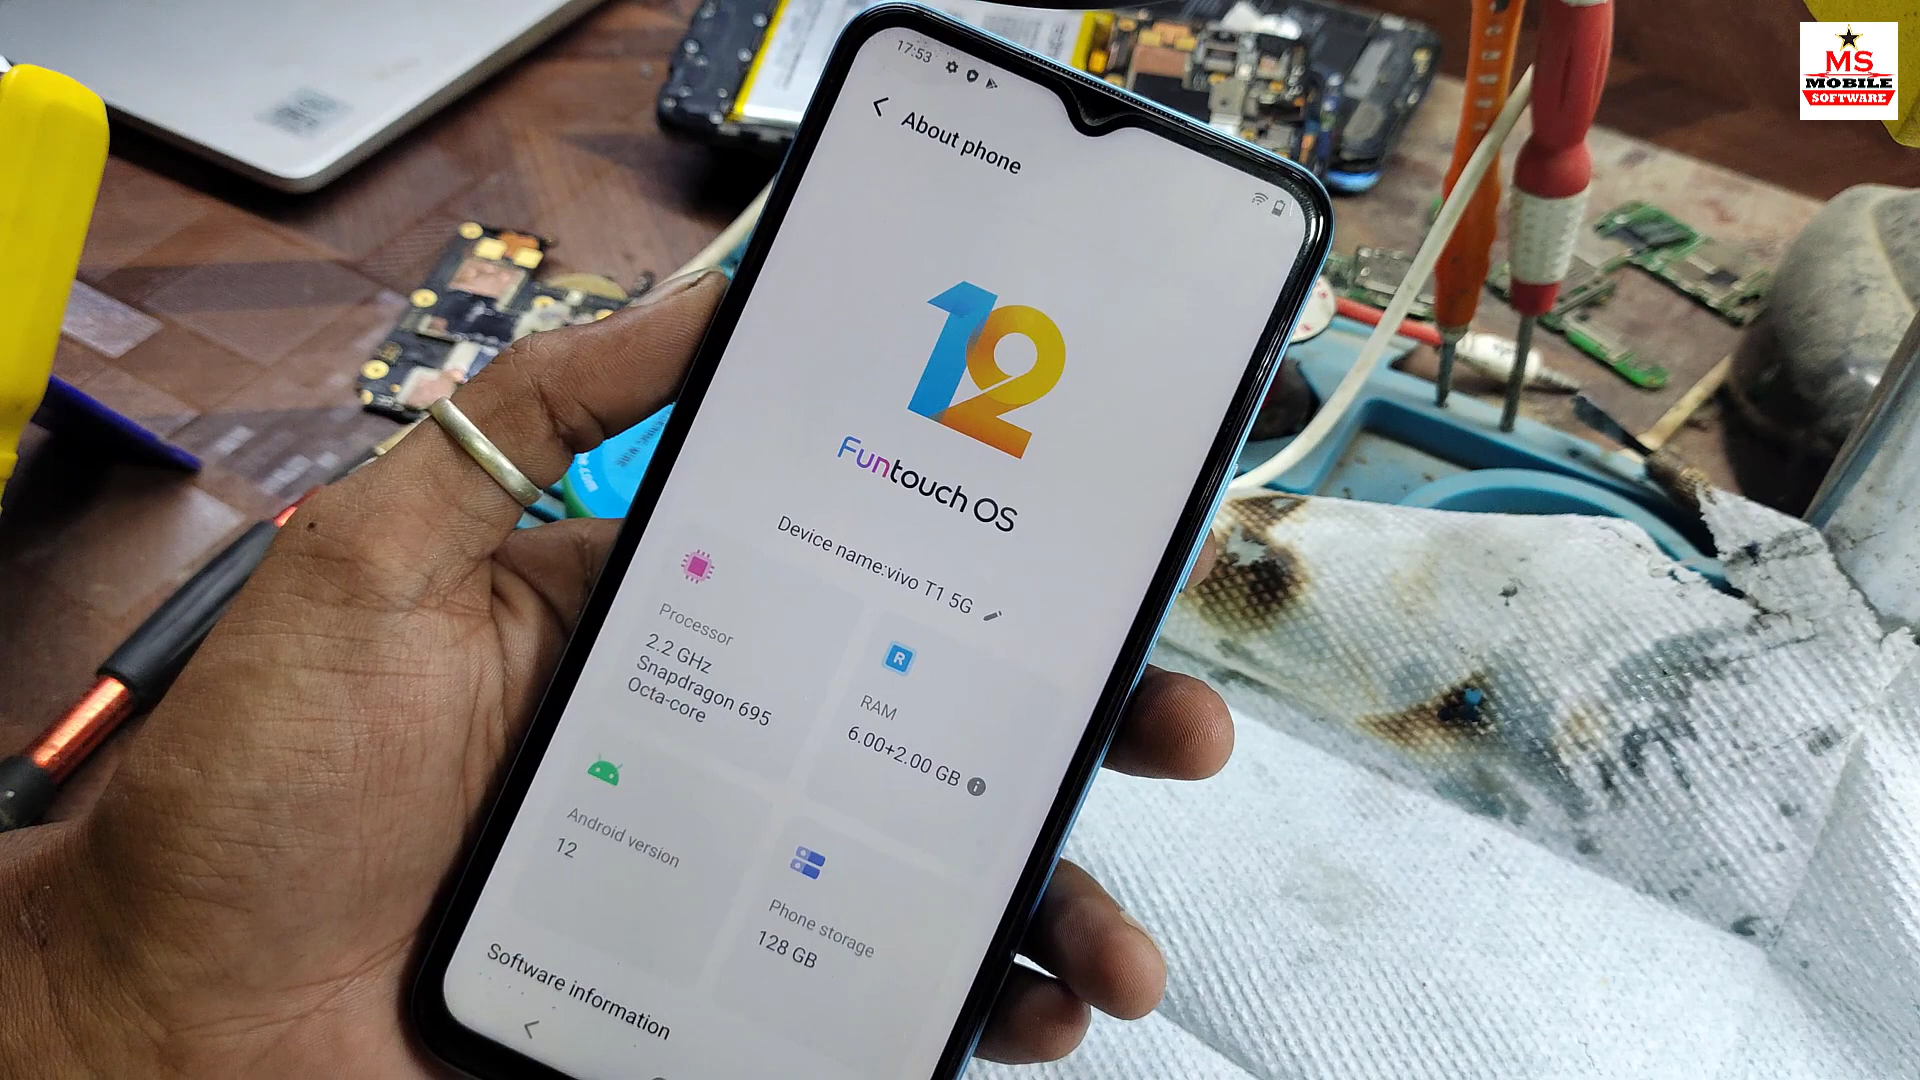 17:53
About phone
12
Funtouch OS
Device name:vivo T1 5G
Processor
2.2 GHz
Snapdragon 695
Octa-core
R
RAM
6.00+2.00 GB
Android version
12
Phone storage
128 GB
Software information
MS
MOBILE
SOFTWARE